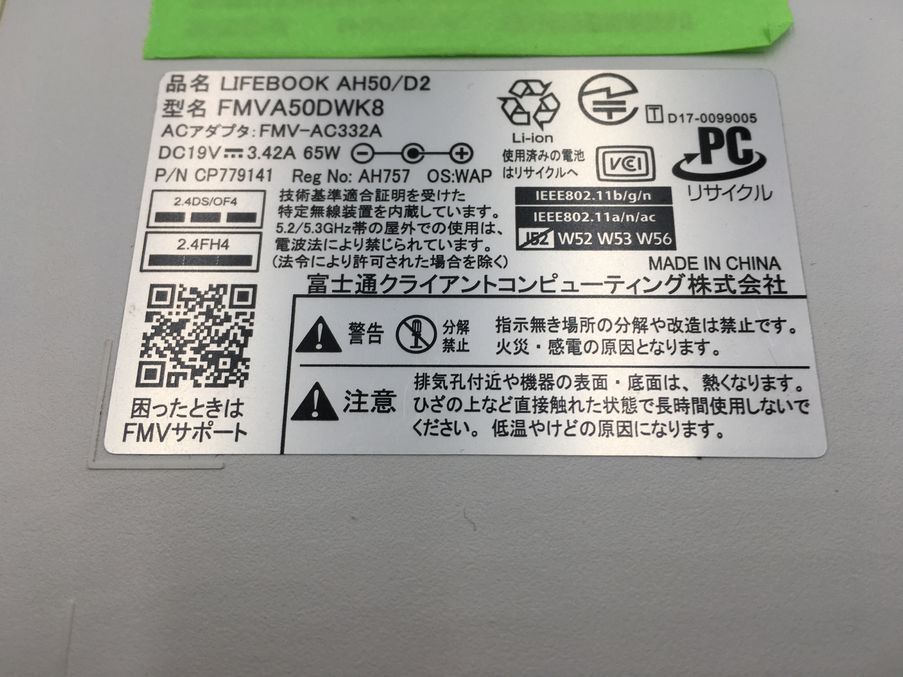 品名 LIFEBOOK AH50/D2
型名 FMVA50DWK8
ACアダプタ:FMV-AC332A
DC19V⎓3.42A 65W
P/N CP779141 Reg No: AH757 OS:WAP
Li-ion
使用済みの電池
はリサイクルへ
T D17-0099005
VCI
PC
リサイクル
2.4DS/OF4
2.4FH4
技術基準適合証明を受けた
特定無線装置を内蔵しています。
5.2/5.3GHz帯の屋外での使用は、
電波法により禁じられています。
(法令により許可された場合を除く)
IEEE802.11b/g/n
IEEE802.11a/n/ac
J52 W52 W53 W56
MADE IN CHINA
富士通クライアントコンピューティング株式会社
警告
分解
禁止
指示無き場所の分解や改造は禁止です。
火災・感電の原因となります。
注意
排気孔付近や機器の表面・底面は、熱くなります。
ひざの上など直接触れた状態で長時間使用しないで
ください。低温やけどの原因になります。
困ったときは
FMVサポート